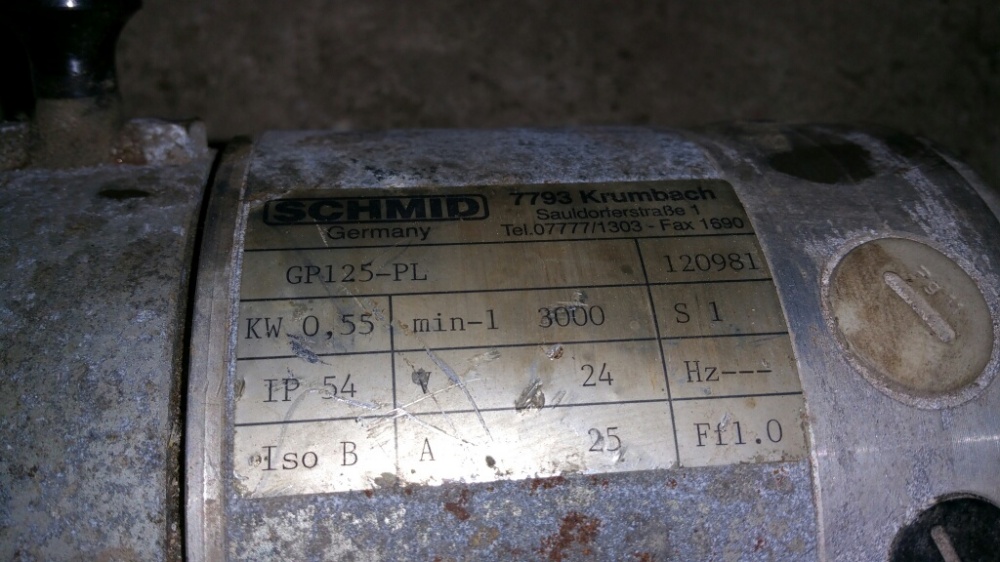 SCHMID
Germany
7793 Krumbach
Sauldorferstraße 1
Tel.07777/1303 - Fax 1690
GP125-PL 120981
KW 0,55 min-1 3000 S 1
IP 54 24 Hz---
Iso B A 25 Ff1.0